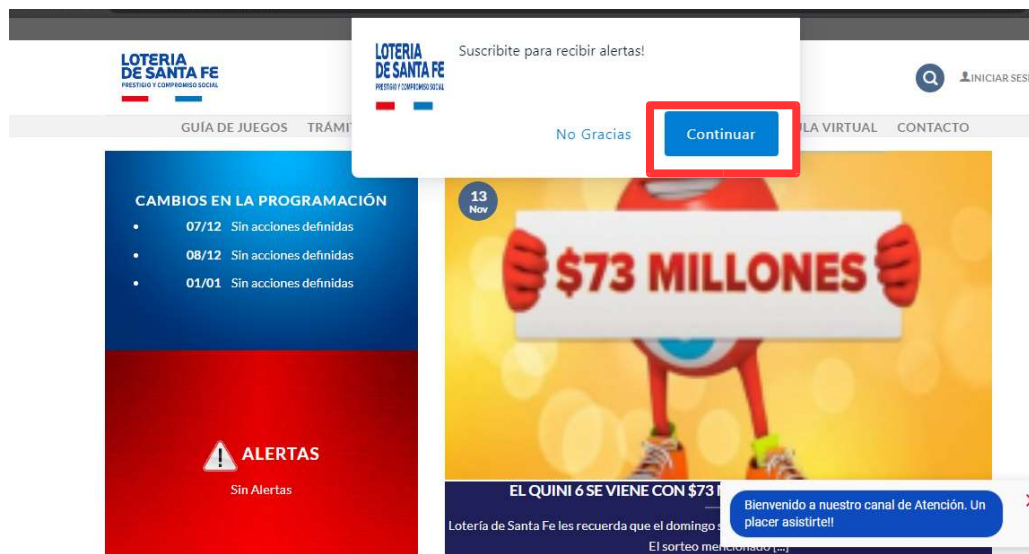 LOTERIA
DE SANTA FE
PRESTIGIO Y COMPROMISO SOCIAL
LOTERIA
DE SANTA FE
PRESTIGIO Y COMPROMISO SOCIAL
Suscribite para recibir alertas!
No Gracias
Continuar
INICIAR SESI
GUÍA DE JUEGOS TRÁMI
LA VIRTUAL CONTACTO
CAMBIOS EN LA PROGRAMACIÓN
• 07/12 Sin acciones definidas
• 08/12 Sin acciones definidas
• 01/01 Sin acciones definidas
ALERTAS
Sin Alertas
13
Nov
$73 MILLONES
EL QUINI 6 SE VIENE CON $73
Lotería de Santa Fe les recuerda que el domingo
El sorteo mencionado [...]
Bienvenido a nuestro canal de Atención. Un
placer asistirte!!